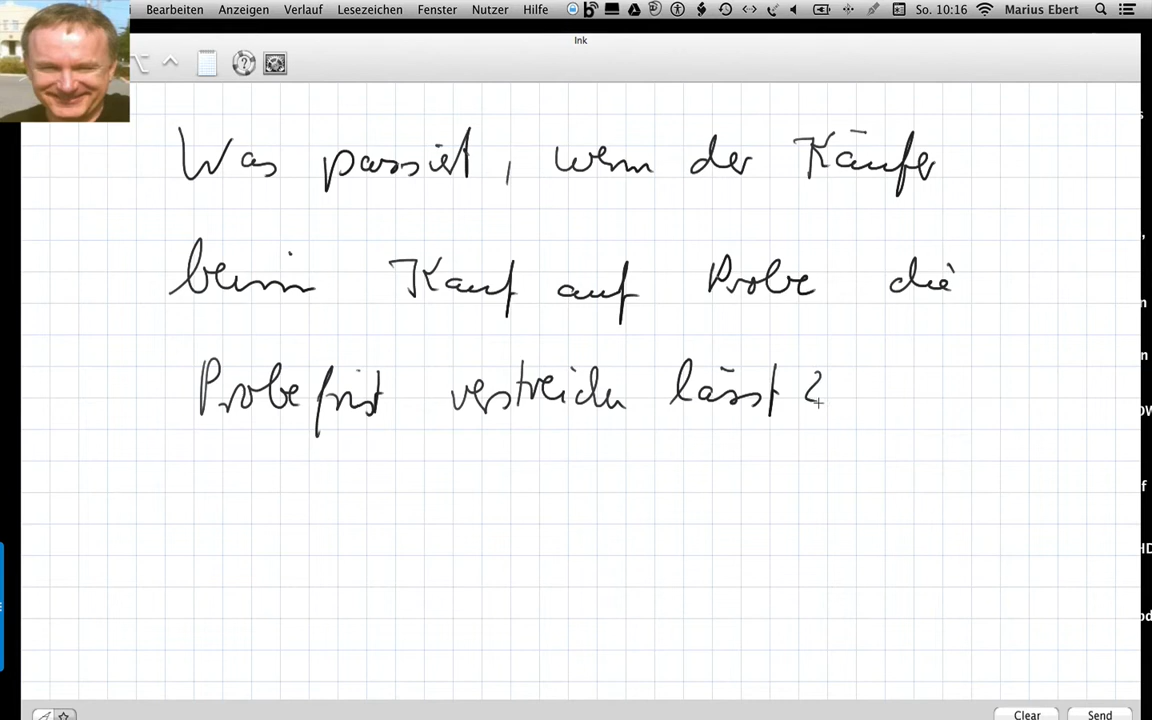 Bearbeiten Anzeigen Verlauf Lesezeichen Fenster Nutzer Hilfe So. 10:16 Marius Ebert
Ink
Was passiert, wenn der Käufer
beim Kauf auf Probe die
Probefrist verstreichen lässt?
Clear Send